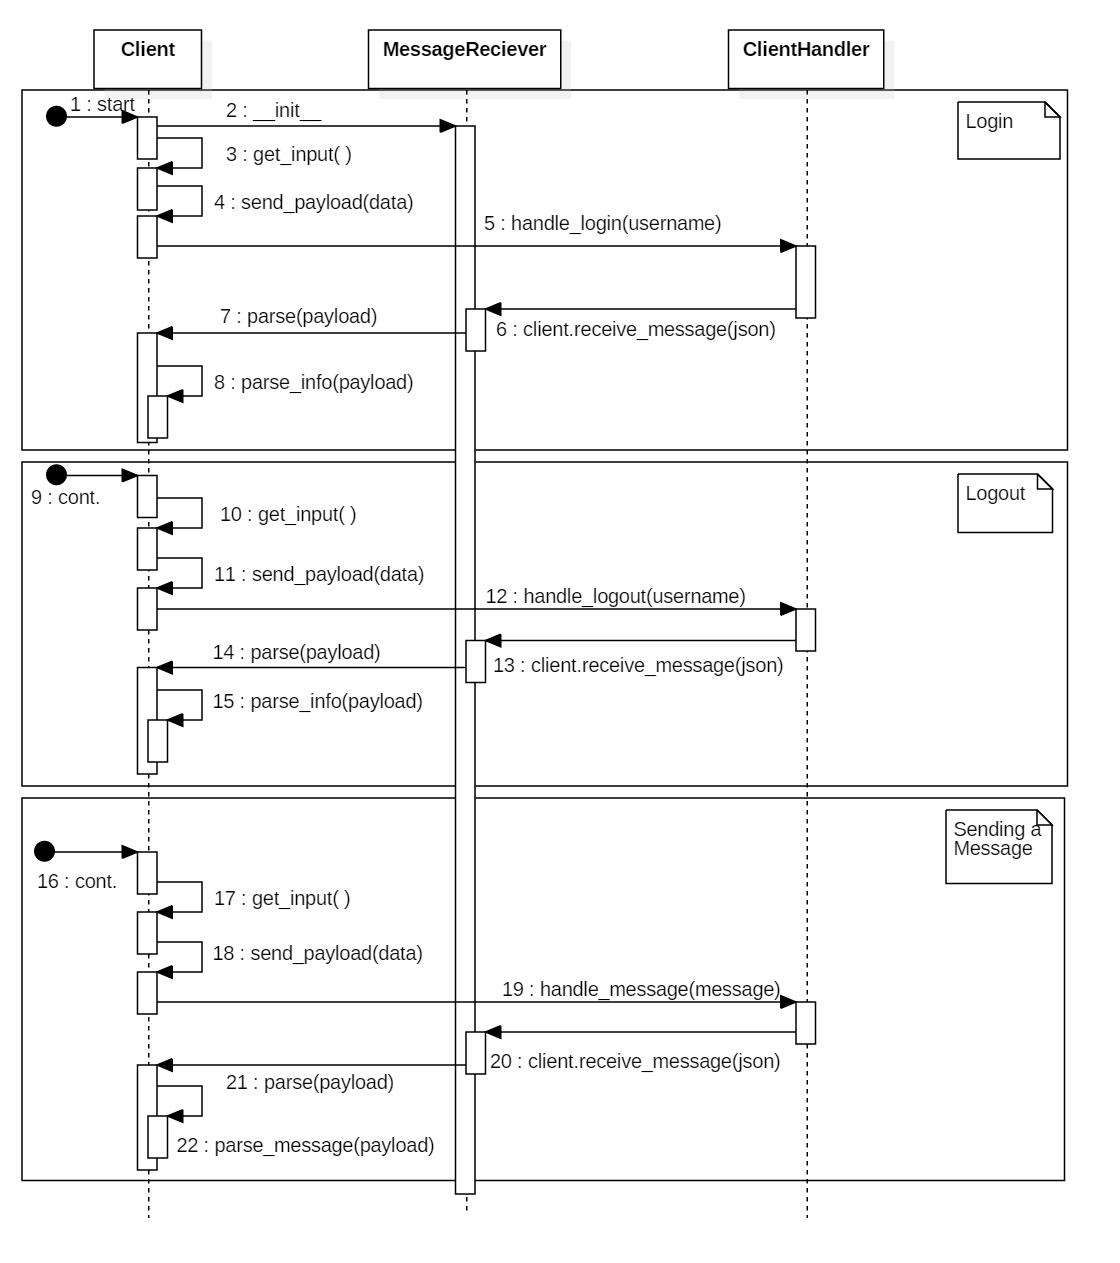 Client
MessageReciever
ClientHandler
1 : start
2 : __init__
Login
3 : get_input( )
4 : send_payload(data)
5 : handle_login(username)
7 : parse(payload)
6 : client.receive_message(json)
8 : parse_info(payload)
9 : cont.
Logout
10 : get_input( )
11 : send_payload(data)
12 : handle_logout(username)
14 : parse(payload)
13 : client.receive_message(json)
15 : parse_info(payload)
Sending a
Message
16 : cont.
17 : get_input( )
18 : send_payload(data)
19 : handle_message(message)
20 : client.receive_message(json)
21 : parse(payload)
22 : parse_message(payload)